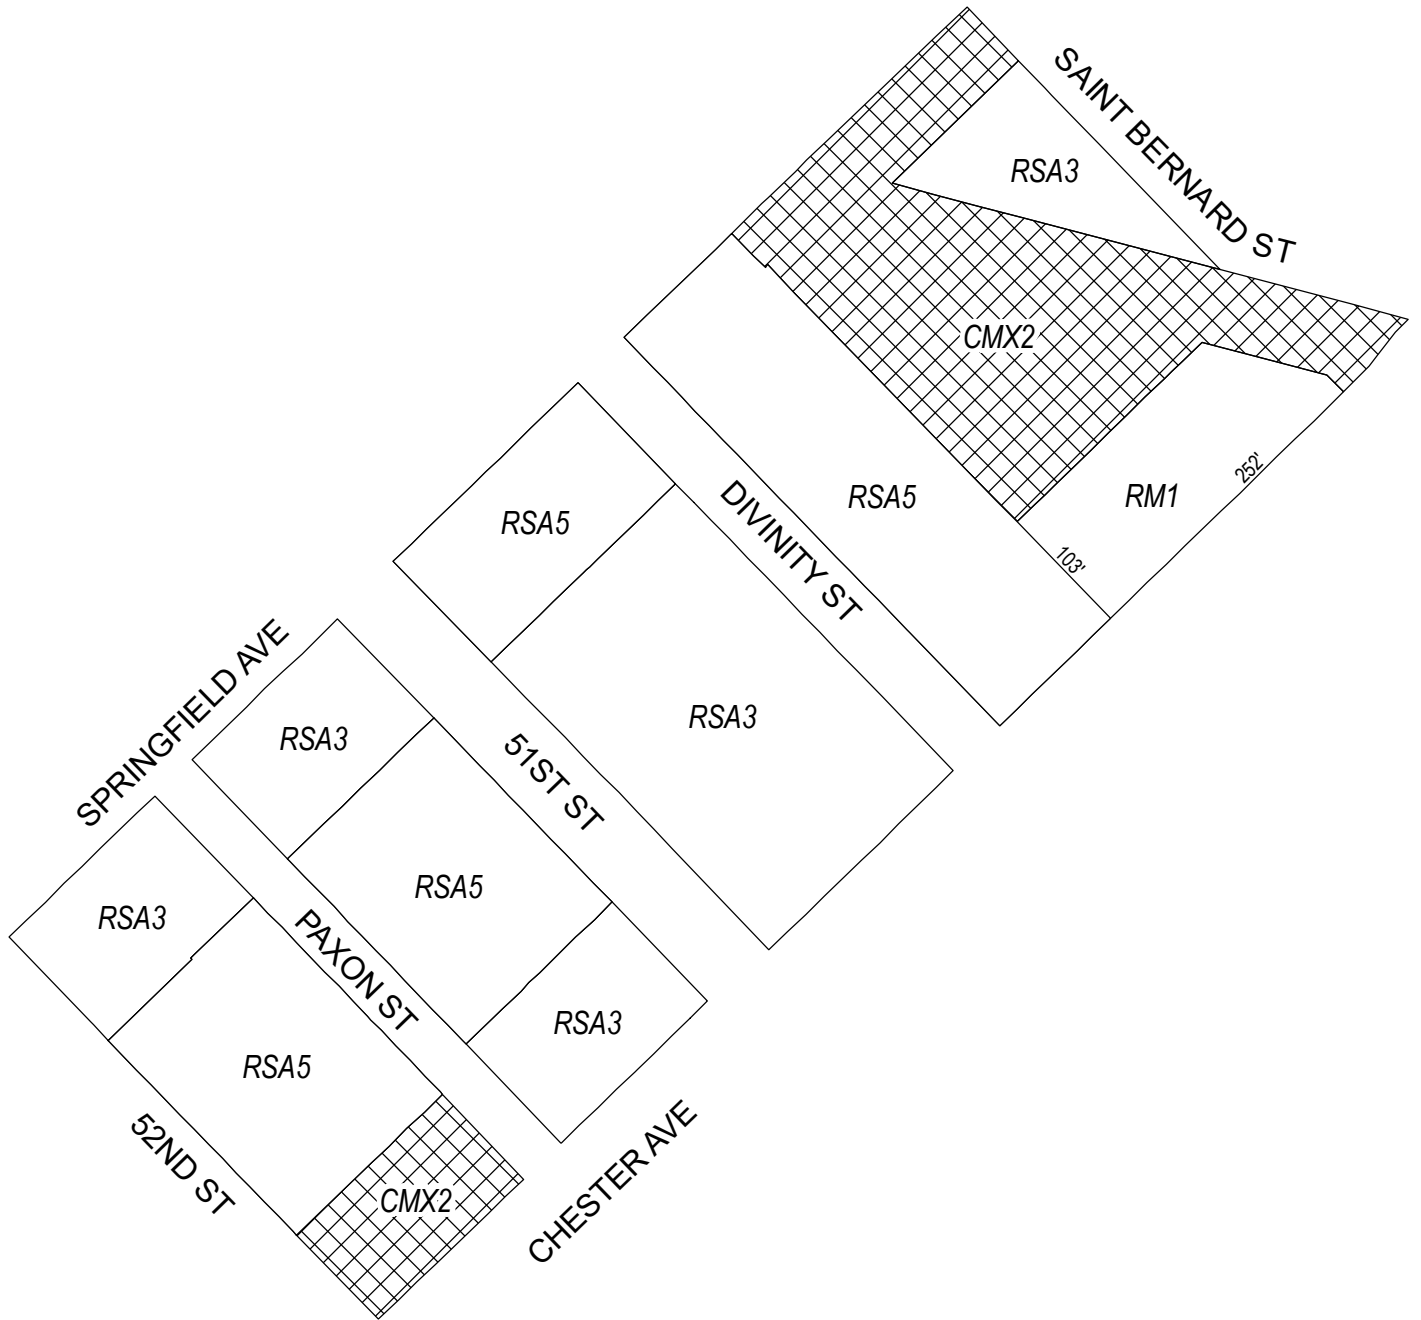 SAINT BERNARD ST
RSA3
CMX2
252'
RM1
RSA5
DIVINITY ST
RSA5
103'
SPRINGFIELD AVE
RSA3
RSA3
51ST ST
RSA5
RSA3
PAXON ST
RSA3
RSA5
52ND ST
CHESTER AVE
CMX2